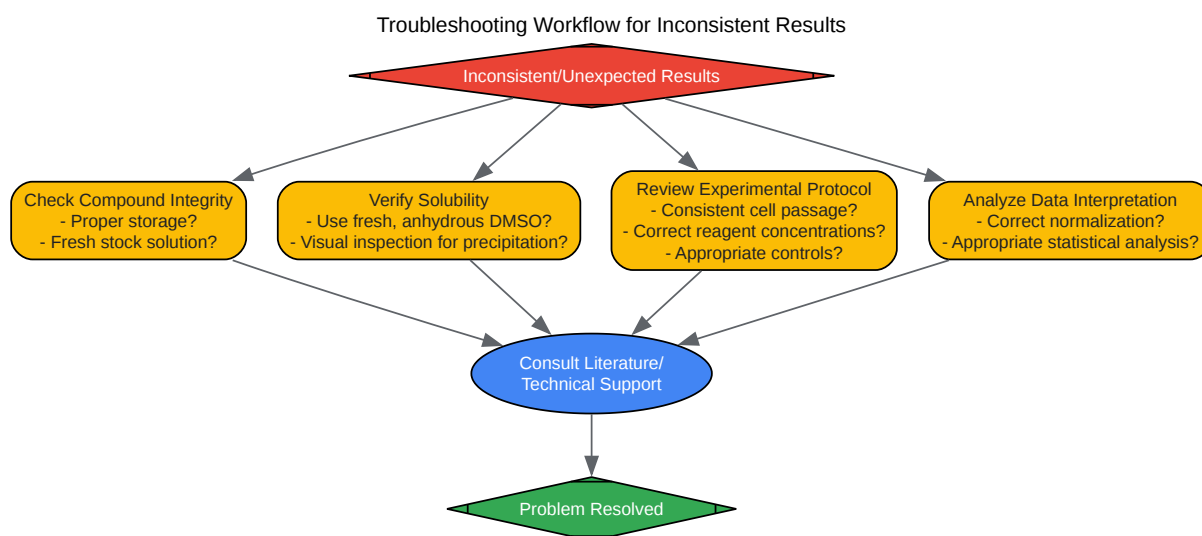 Troubleshooting Workflow for Inconsistent Results
Inconsistent/Unexpected Results
Check Compound Integrity
- Proper storage?
- Fresh stock solution?
Verify Solubility
- Use fresh, anhydrous DMSO?
- Visual inspection for precipitation?
Review Experimental Protocol
- Consistent cell passage?
- Correct reagent concentrations?
- Appropriate controls?
Analyze Data Interpretation
- Correct normalization?
- Appropriate statistical analysis?
Consult Literature/
Technical Support
Problem Resolved